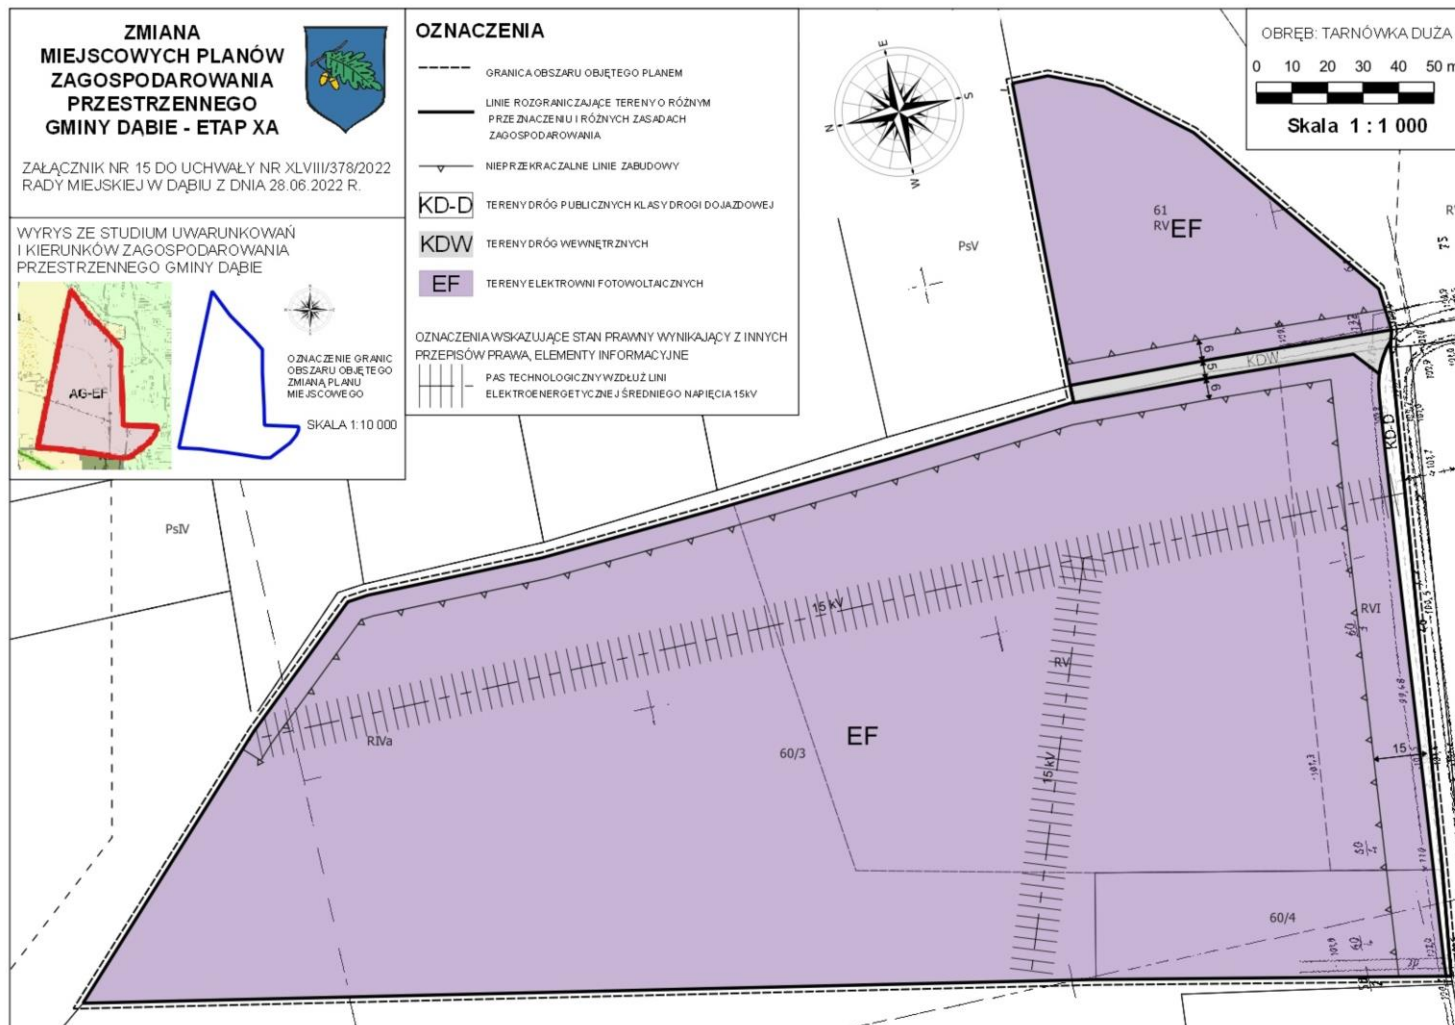 ZMIANA
MIEJSCOWYCH PLANÓW
ZAGOSPODAROWANIA
PRZESTRZENNEGO
GMINY DĄBIE - ETAP XA
ZAŁĄCZNIK NR 15 DO UCHWAŁY NR XLVIII/378/2022
RADY MIEJSKIEJ W DĄBIU Z DNIA 28.06.2022 R.
WYRYS ZE STUDIUM UWARUNKOWAŃ
I KIERUNKÓW ZAGOSPODAROWANIA
PRZESTRZENNEGO GMINY DĄBIE
AG-EF
OZNACZENIE GRANIC
OBSZARU OBJĘTEGO
ZMIANĄ PLANU
MIEJSCOWEGO
SKALA 1:10 000
OZNACZENIA
GRANICA OBSZARU OBJĘTEGO PLANEM
LINIE ROZGRANICZAJĄCE TERENY O RÓŻNYM
PRZEZNACZENIU I RÓŻNYCH ZASADACH
ZAGOSPODAROWANIA
NIEPRZEKRACZALNE LINIE ZABUDOWY
KD-D TERENY DRÓG PUBLICZNYCH KLASY DROGI DOJAZDOWEJ
KDW TERENY DRÓG WEWNĘTRZNYCH
EF TERENY ELEKTROWNI FOTOWOLTAICZNYCH
OZNACZENIA WSKAZUJĄCE STAN PRAWNY WYNIKAJĄCY Z INNYCH
PRZEPISÓW PRAWA, ELEMENTY INFORMACYJNE
PAS TECHNOLOGICZNY WZDŁUŻ LINI
ELEKTROENERGETYCZNEJ ŚREDNIEGO NAPIĘCIA 15kV
E
S
N
W
OBRĘB: TARNÓWKA DUŻA
0 10 20 30 40 50 m
Skala 1 : 1 000
61
RV
EF
PsV
6
5
6
KDW
KD-D
PsIV
15 kV
RVI
RV
RIVa
60/3
EF
15 kV
15
60/4